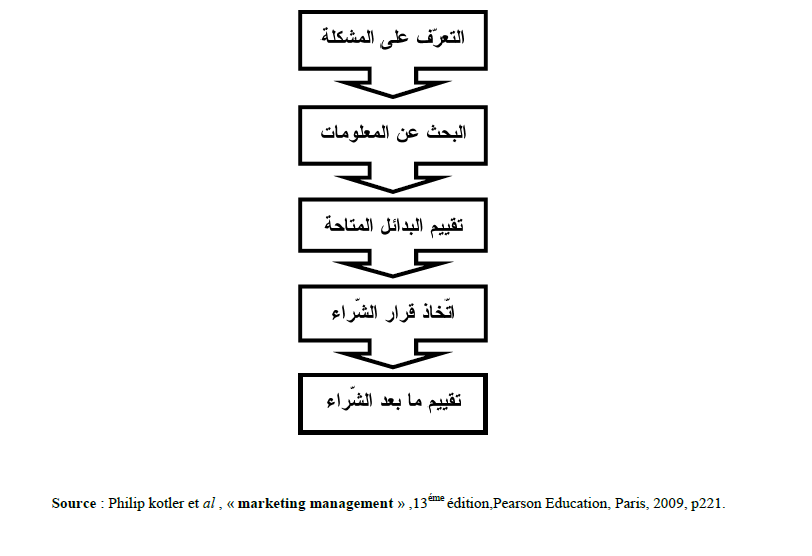 التعرّف على المشكلة
البحث عن المعلومات
تقييم البدائل المتاحة
اتّخاذ قرار الشّراء
تقييم ما بعد الشّراء
Source : Philip kotler et al , « marketing management » ,13éme édition,Pearson Education, Paris, 2009, p221.